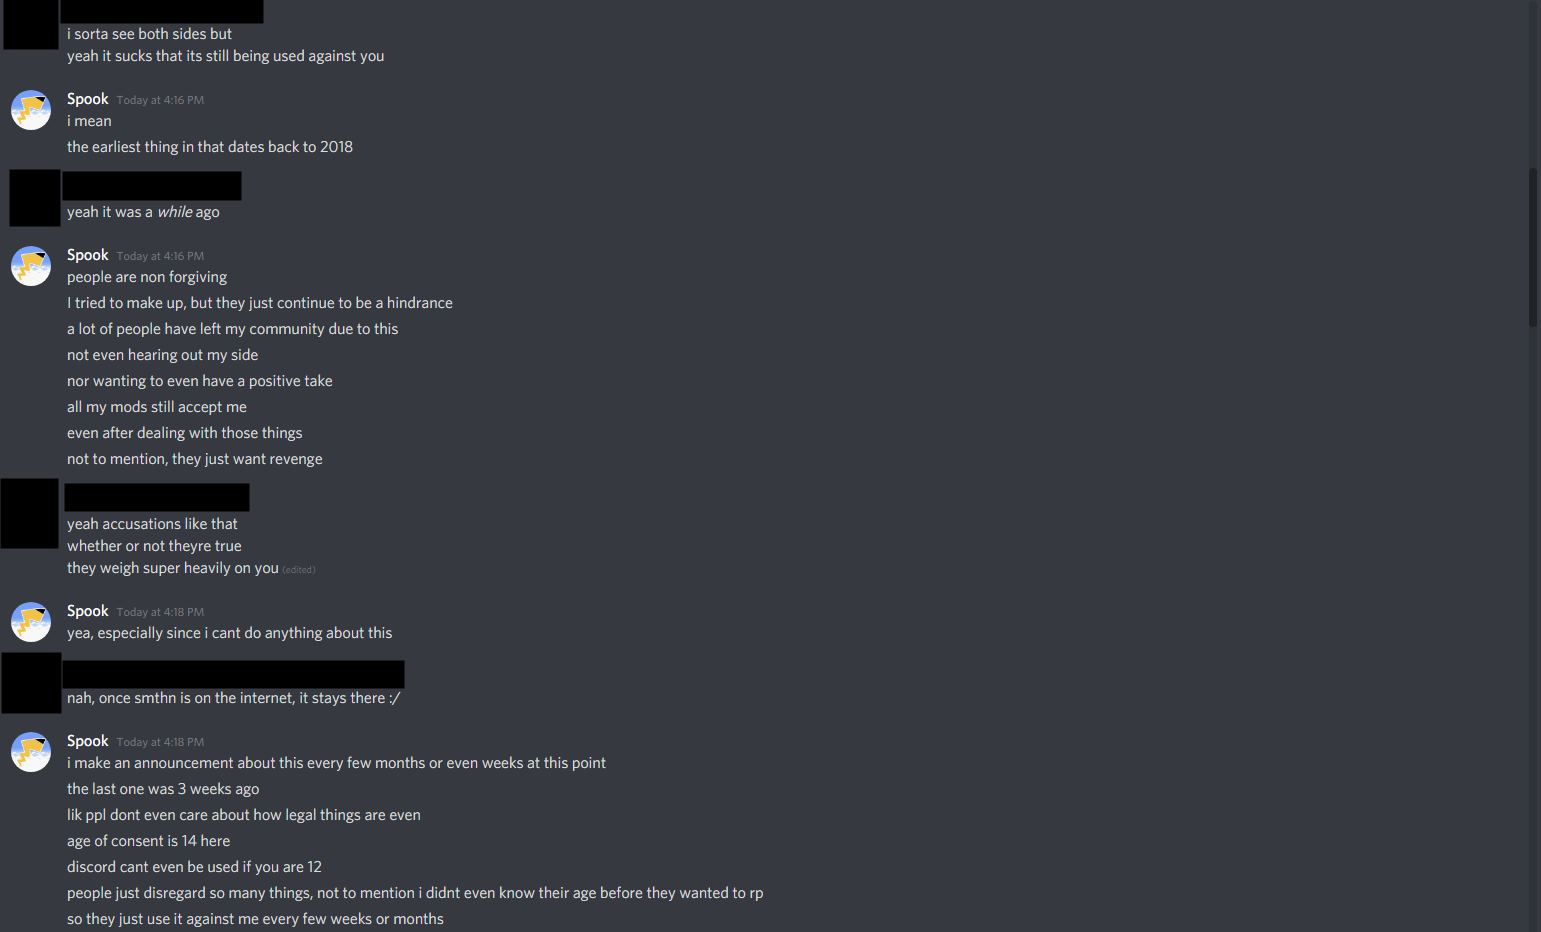 i sorta see both sides but
yeah it sucks that its still being used against you
Spook Today at 4:16 PM
i mean
the earliest thing in that dates back to 2018
yeah it was a while ago
Spook Today at 4:16 PM
people are non forgiving
I tried to make up, but they just continue to be a hindrance
a lot of people have left my community due to this
not even hearing out my side
nor wanting to even have a positive take
all my mods still accept me
even after dealing with those things
not to mention, they just want revenge
yeah accusations like that
whether or not theyre true
they weigh super heavily on you (edited)
Spook Today at 4:18 PM
yea, especially since i cant do anything about this
nah, once smthn is on the internet, it stays there :/
Spook Today at 4:18 PM
i make an announcement about this every few months or even weeks at this point
the last one was 3 weeks ago
lik ppl dont even care about how legal things are even
age of consent is 14 here
discord cant even be used if you are 12
people just disregard so many things, not to mention i didnt even know their age before they wanted to rp
so they just use it against me every few weeks or months